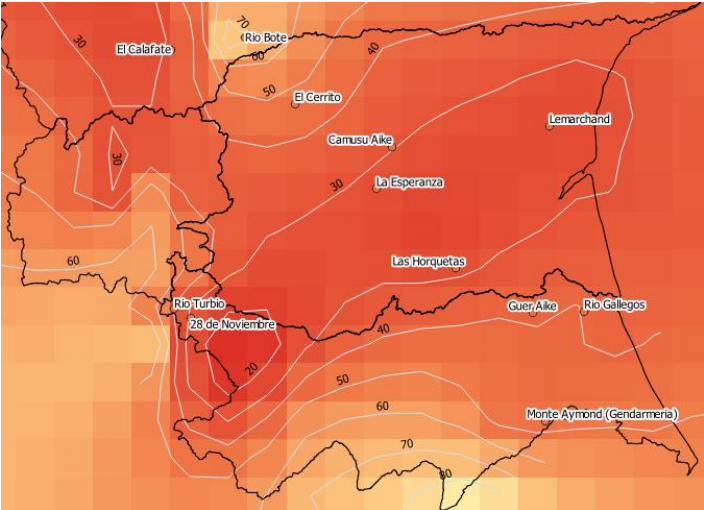 70
30
El Calafate
Rio Bote
60
40
50
El Cerrito
Lemarchand
Camusu Aike
30
30
La Esperanza
60
Las Horquetas
Rio Turbio
Guer Aike
Rio Gallegos
28 de Noviembre
40
20
50
60
Monte Aymond (Gendarmeria)
70
80